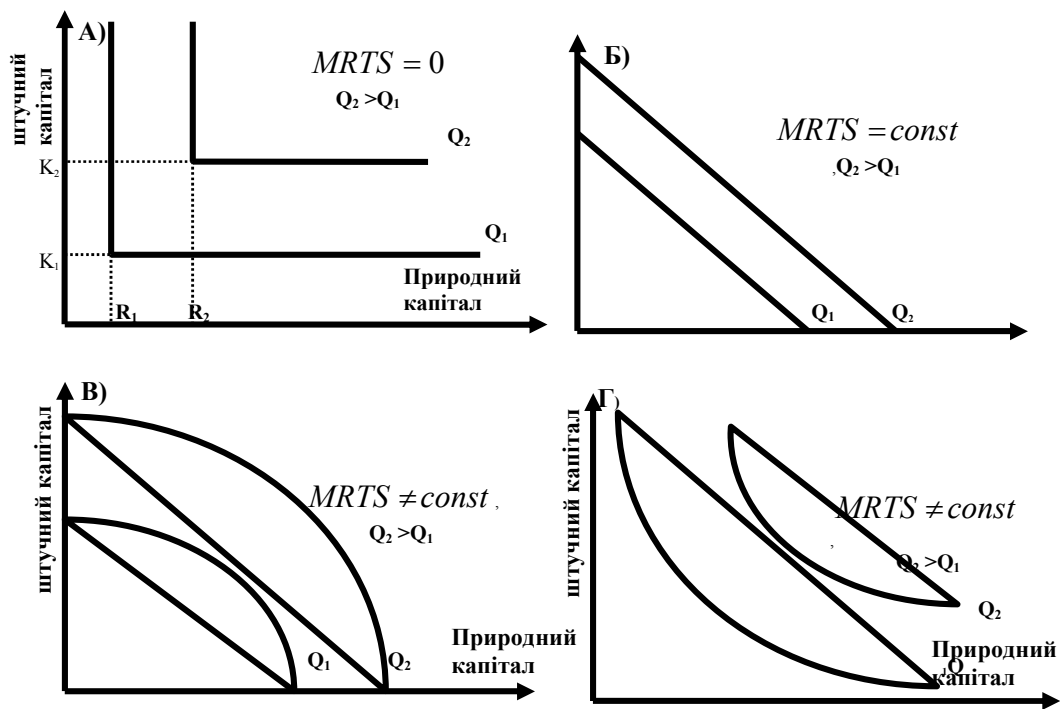 А)
штучний
капітал
MRTS = 0
Q₂ >Q₁
Q₂
K₂
Q₁
K₁
Природний
капітал
R₁
R₂
Б)
MRTS = const
,Q₂ >Q₁
Q₁
Q₂
В)
штучний капітал
MRTS ≠ const ,
Q₂ >Q₁
Природний
капітал
Q₁
Q₂
Г)
штучний капітал
MRTS ≠ const
,
Q₂ >Q₁
Q₂
Природний
капітал
Q₁